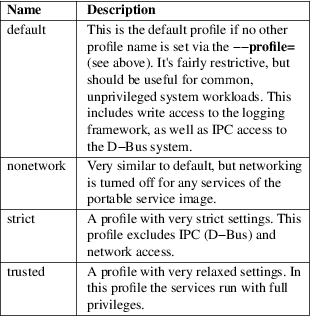 Name Description
default This is the default profile if no other
profile name is set via the −−profile=
(see above). It's fairly restrictive, but
should be useful for common,
unprivileged system workloads. This
includes write access to the logging
framework, as well as IPC access to
the D−Bus system.
nonetwork Very similar to default, but networking
is turned off for any services of the
portable service image.
strict A profile with very strict settings. This
profile excludes IPC (D−Bus) and
network access.
trusted A profile with very relaxed settings. In
this profile the services run with full
privileges.